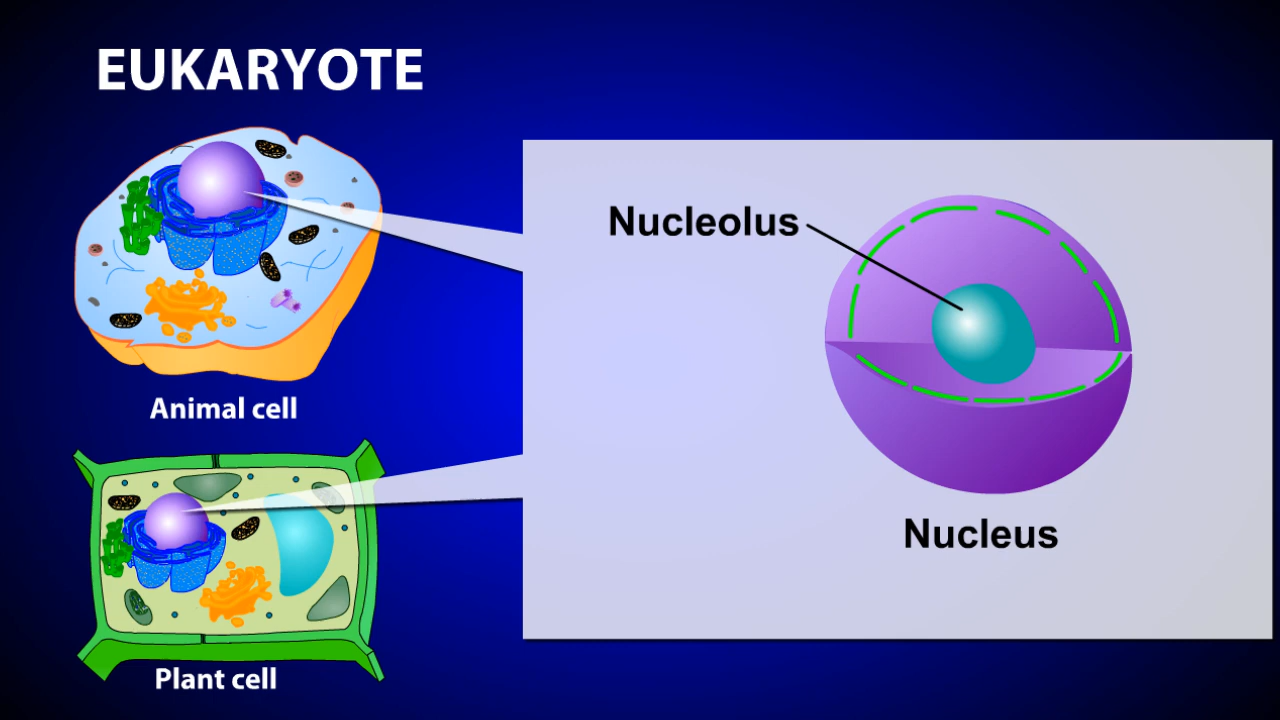 EUKARYOTE
Animal cell
Plant cell
Nucleolus
Nucleus